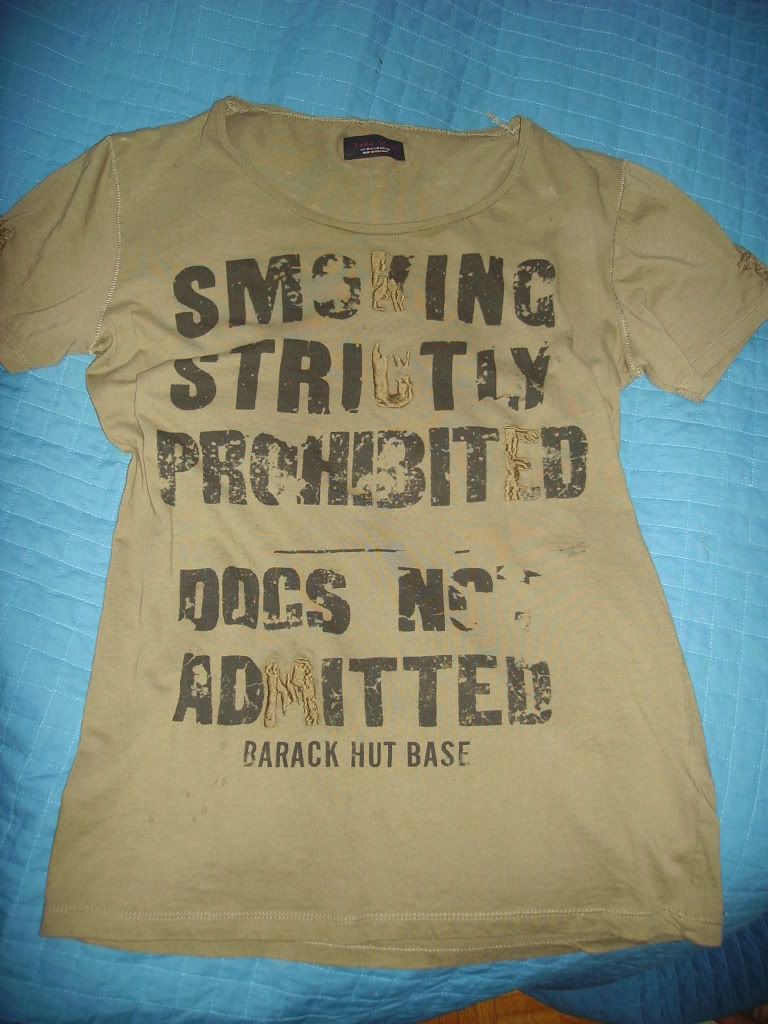 SMOKING
STRICTLY
PROHIBITED
DOGS NOT
ADMITTED
BARACK HUT BASE